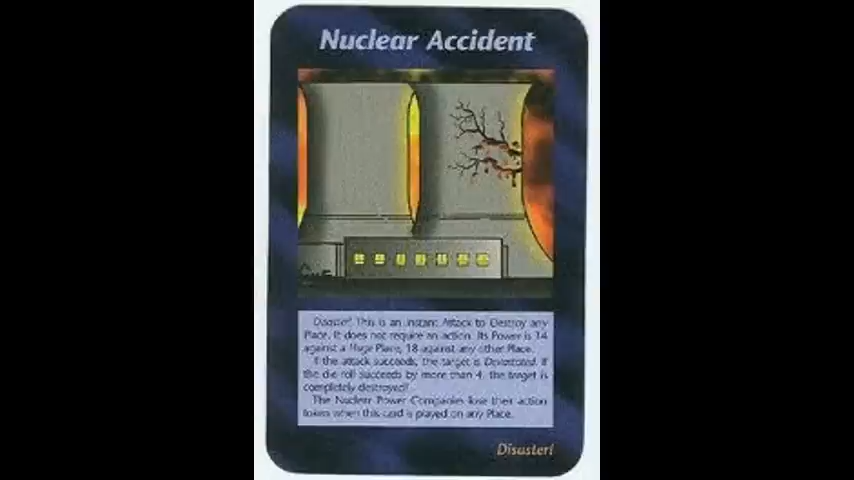 Nuclear Accident
Disaster! This is an Instant Attack to Destroy any
Place. It does not require an action. Its Power is 14
against a Huge Place, 18 against any other Place.
If the attack succeeds, the target is Devastated. If
the die roll succeeds by more than 4, the target is
completely destroyed!
The Nuclear Power Companies lose their action
token when this card is played on any Place.
Disaster!